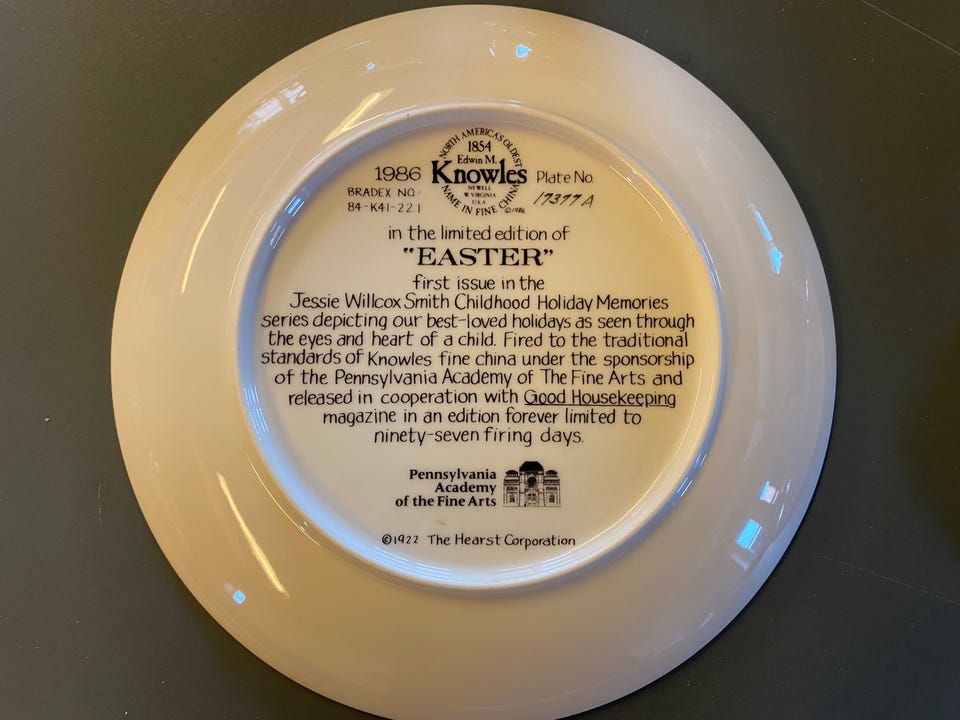 NORTH AMERICA'S OLDEST
1854
Edwin M.
1986 Knowles Plate No.
BRADEX NO:
NEWELL
W VIRGINIA
U.S.A
17377A
84-K41-22.1
NAME IN FINE CHINA
©1986
in the limited edition of
"EASTER"
first issue in the
Jessie Willcox Smith Childhood Holiday Memories
series depicting our best-loved holidays as seen through
the eyes and heart of a child. Fired to the traditional
standards of Knowles fine china under the sponsorship
of the Pennsylvania Academy of The Fine Arts and
released in cooperation with Good Housekeeping
magazine in an edition forever limited to
ninety-seven firing days.
Pennsylvania
Academy
of the Fine Arts
©1922 The Hearst Corporation